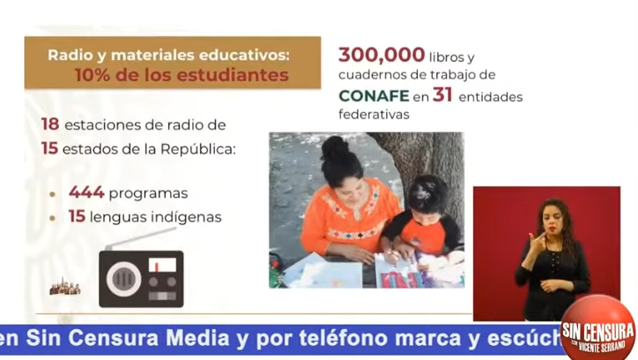 Radio y materiales educativos:
10% de los estudiantes
300,000 libros y
cuadernos de trabajo de
CONAFE en 31 entidades
federativas
18 estaciones de radio de
15 estados de la República:
• 444 programas
• 15 lenguas indígenas
en Sin Censura Media y por teléfono marca y escúch
SIN CENSURA
CON VICENTE SERRANO